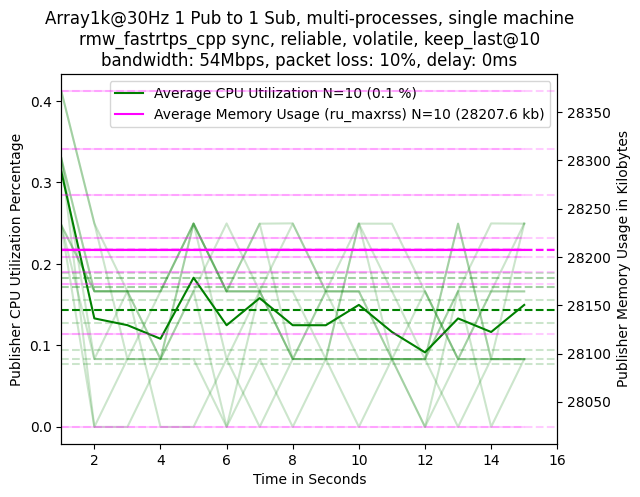 Array1k@30Hz 1 Pub to 1 Sub, multi-processes, single machine
rmw_fastrtps_cpp sync, reliable, volatile, keep_last@10
bandwidth: 54Mbps, packet loss: 10%, delay: 0ms
Average CPU Utilization N=10 (0.1 %)
Average Memory Usage (ru_maxrss) N=10 (28207.6 kb)
Publisher CPU Utilization Percentage
0.4
0.3
0.2
0.1
0.0
28350
28300
28250
28200
28150
28100
28050
Publisher Memory Usage in Kilobytes
2 4 6 8 10 12 14 16
Time in Seconds